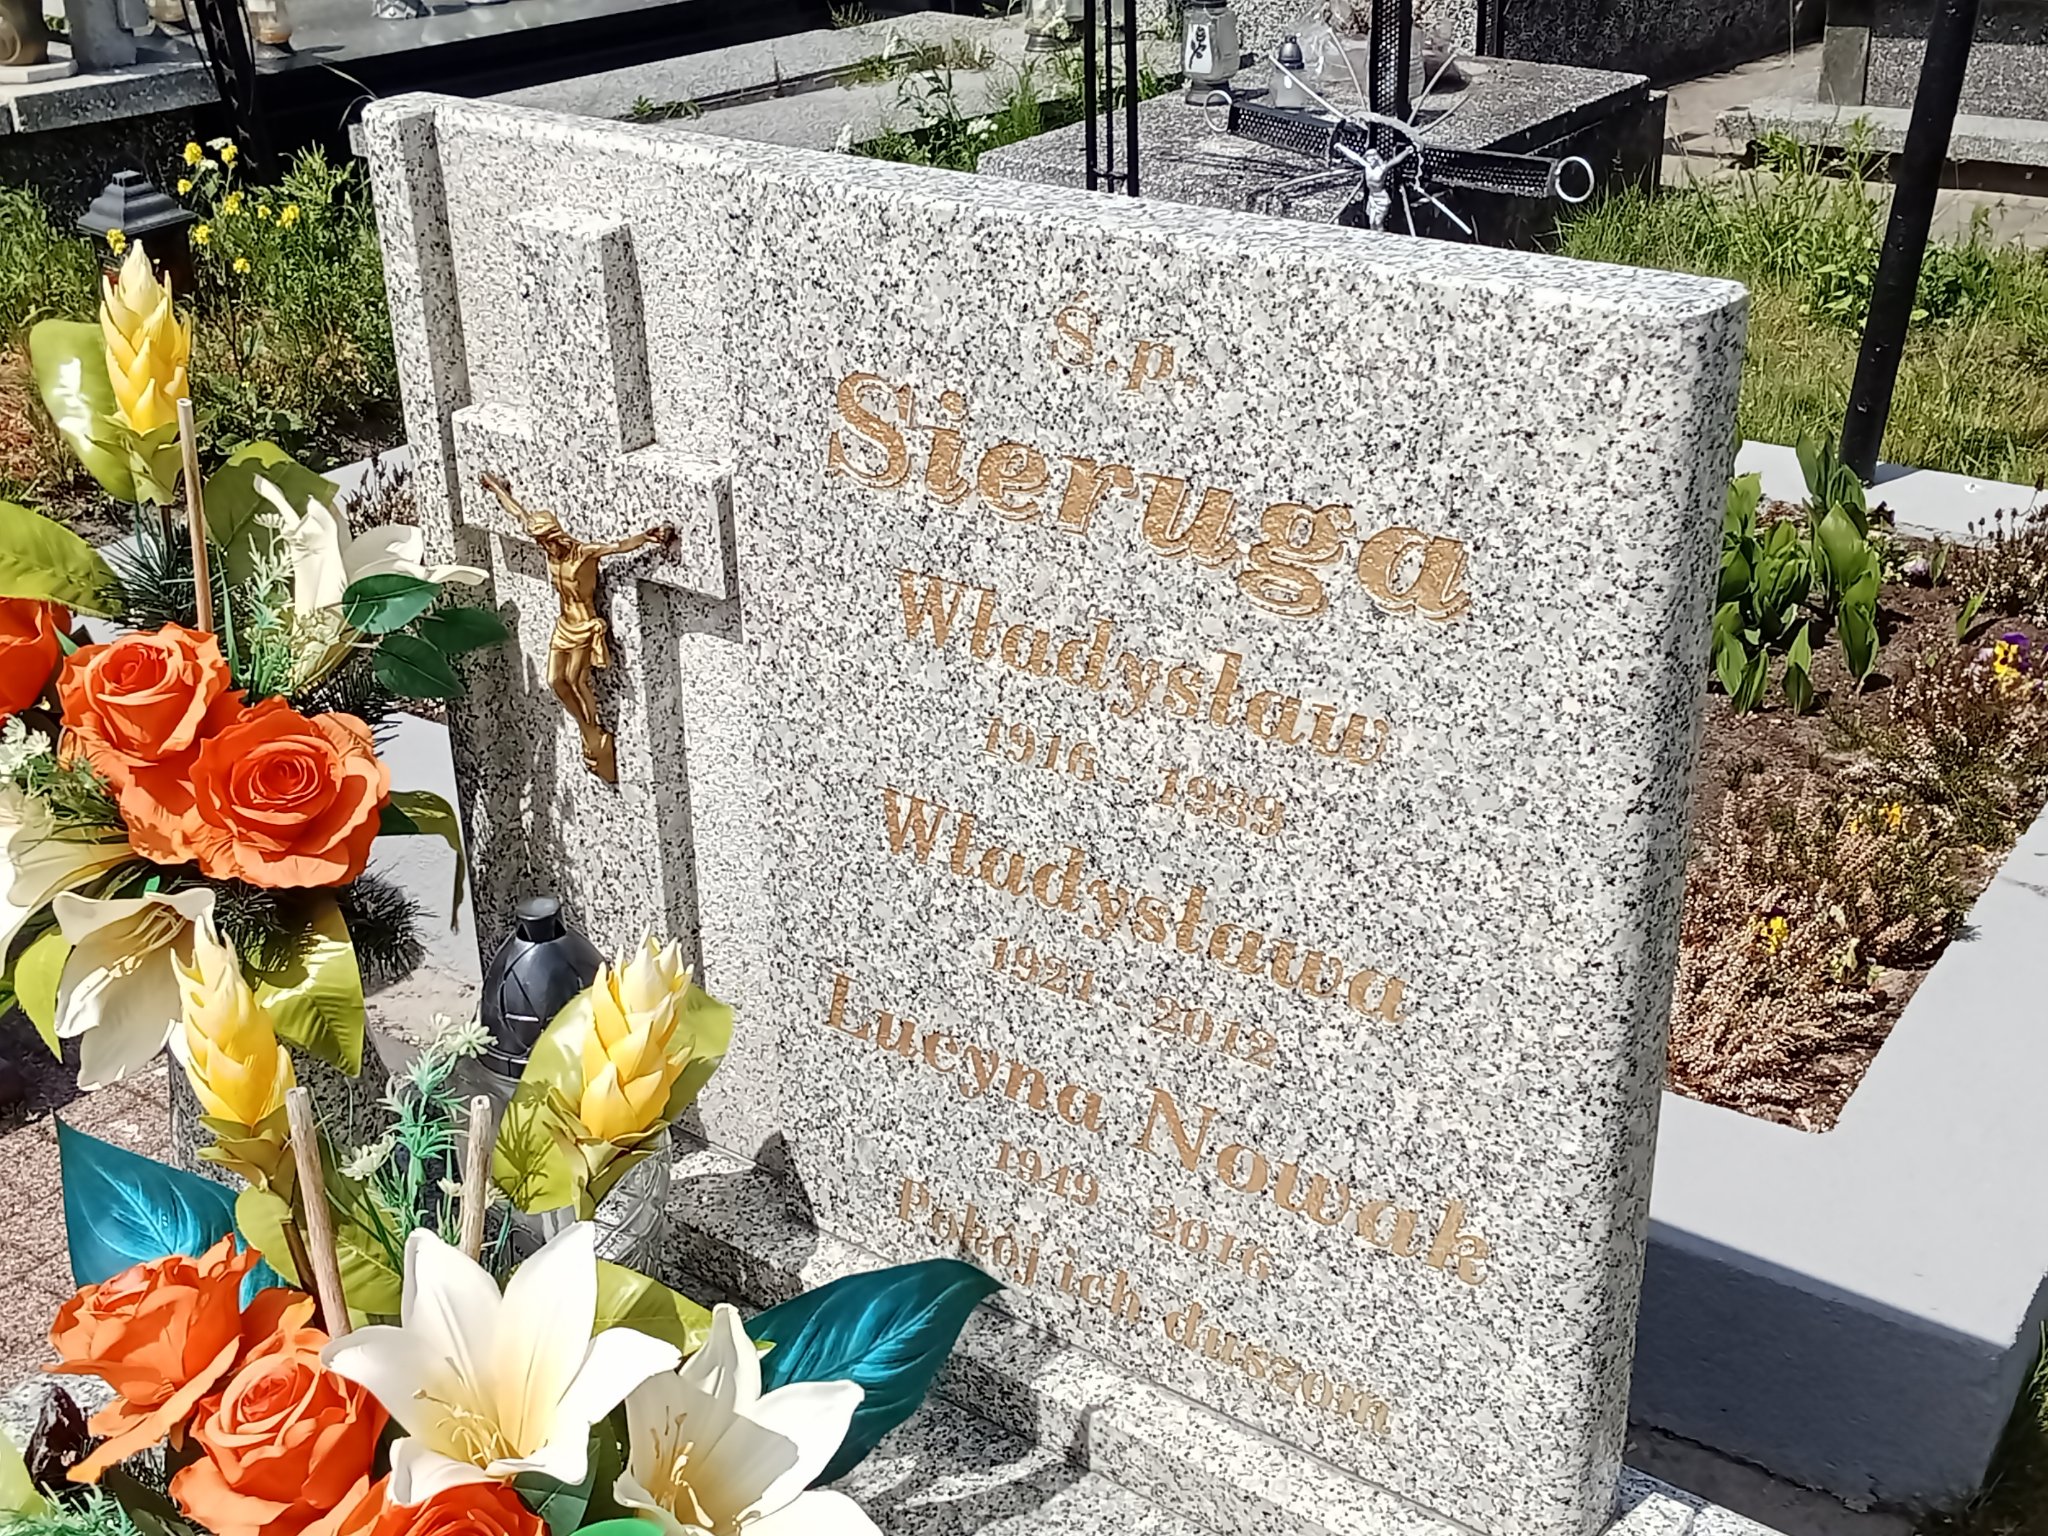 Ś.p.
Sieruga
Władysław
1916 - 1989
Władysława
1921 - 2012
Lucyna Nowak
1949 - 2016
Pokój ich duszom